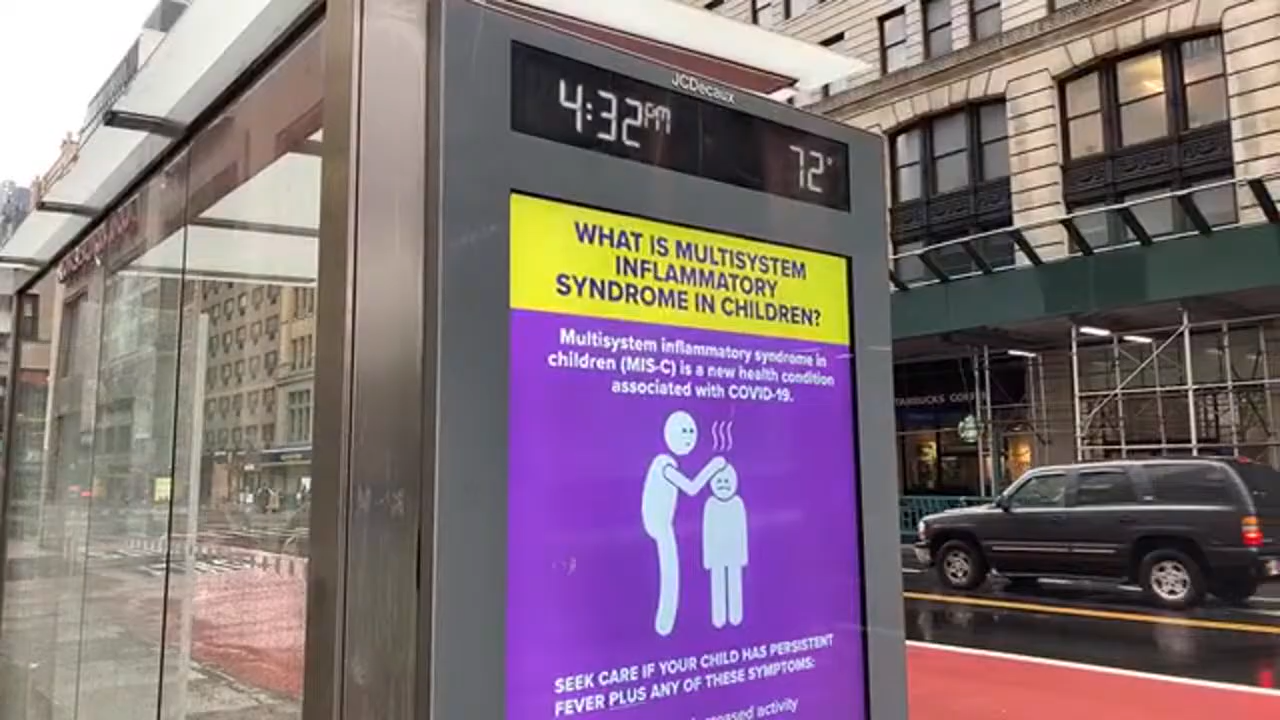 JCDecaux
4:32PM
72°
WHAT IS MULTISYSTEM
INFLAMMATORY
SYNDROME IN CHILDREN?
Multisystem inflammatory syndrome in
children (MIS-C) is a new health condition
associated with COVID-19.
SEEK CARE IF YOUR CHILD HAS PERSISTENT
FEVER PLUS ANY OF THESE SYMPTOMS:
activity